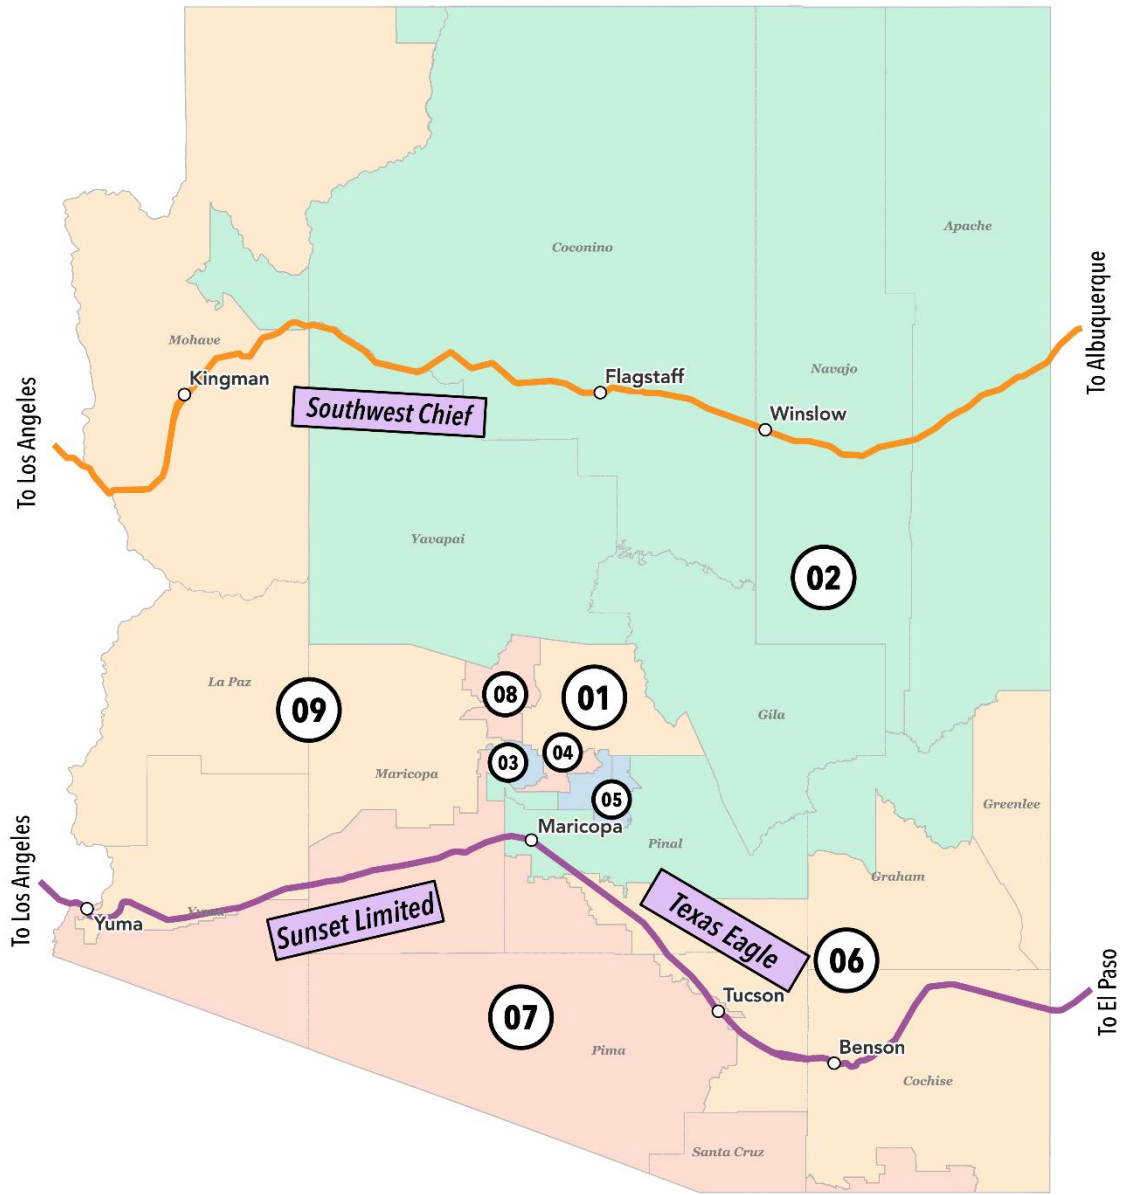 Coconino
Apache
To Albuquerque
Mohave
Kingman
Flagstaff
Navajo
To Los Angeles
Southwest Chief
Winslow
Yavapai
02
La Paz
09
08
01
Gila
03
04
Maricopa
05
Greenlee
Maricopa
Pinal
To Los Angeles
Graham
Yuma
Yuma
Sunset Limited
Texas Eagle
06
Tucson
To El Paso
07
Pima
Benson
Cochise
Santa Cruz